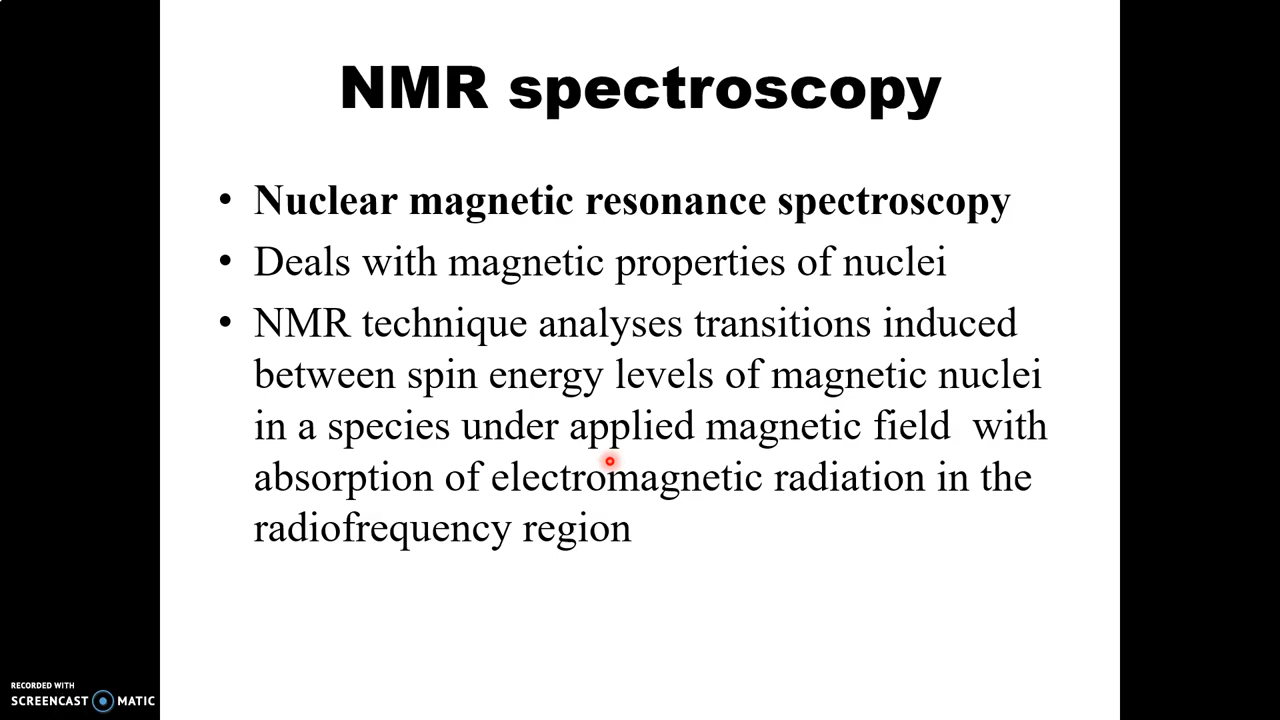 NMR spectroscopy
• Nuclear magnetic resonance spectroscopy
• Deals with magnetic properties of nuclei
• NMR technique analyses transitions induced
between spin energy levels of magnetic nuclei
in a species under applied magnetic field  with
absorption of electromagnetic radiation in the
radiofrequency region
RECORDED WITH
SCREENCAST MATIC